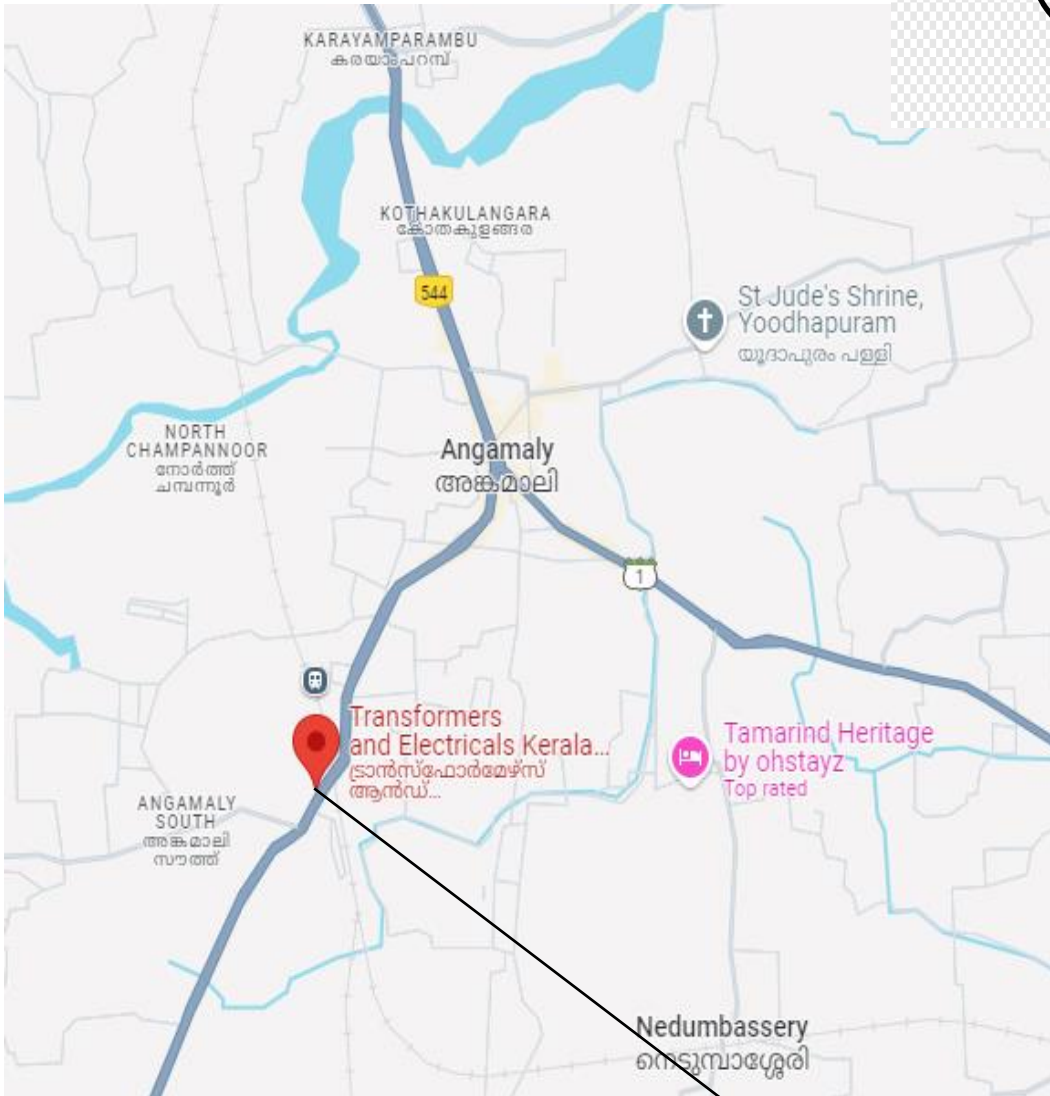 KARAYAMPARAMBU
കരയാംപറമ്പ്
KOTHAKULANGARA
കോതകുളങ്ങര
544
St Jude's Shrine,
Yoodhapuram
യൂദാപുരം പള്ളി
NORTH
CHAMPANNOOR
നോർത്ത്
ചമ്പന്നൂർ
Angamaly
അങ്കമാലി
1
Transformers
and Electricals Kerala...
ട്രാൻസ്ഫോർമേഴ്സ്
ആൻഡ്...
Tamarind Heritage
by ohstayz
Top rated
ANGAMALY
SOUTH
അങ്കമാലി
സൗത്ത്
Nedumbassery
നെടുമ്പാശ്ശേരി